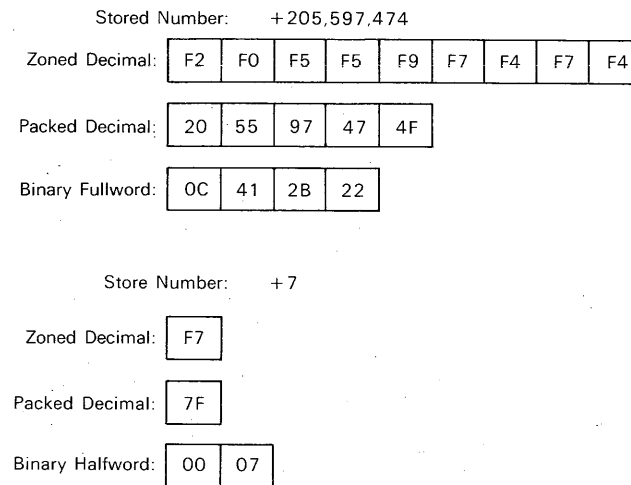 Stored Number: +205,597,474
Zoned Decimal: F2 F0 F5 F5 F9 F7 F4 F7 F4
Packed Decimal: 20 55 97 47 4F
Binary Fullword: 0C 41 2B 22
Store Number: +7
Zoned Decimal: F7
Packed Decimal: 7F
Binary Halfword: 00 07